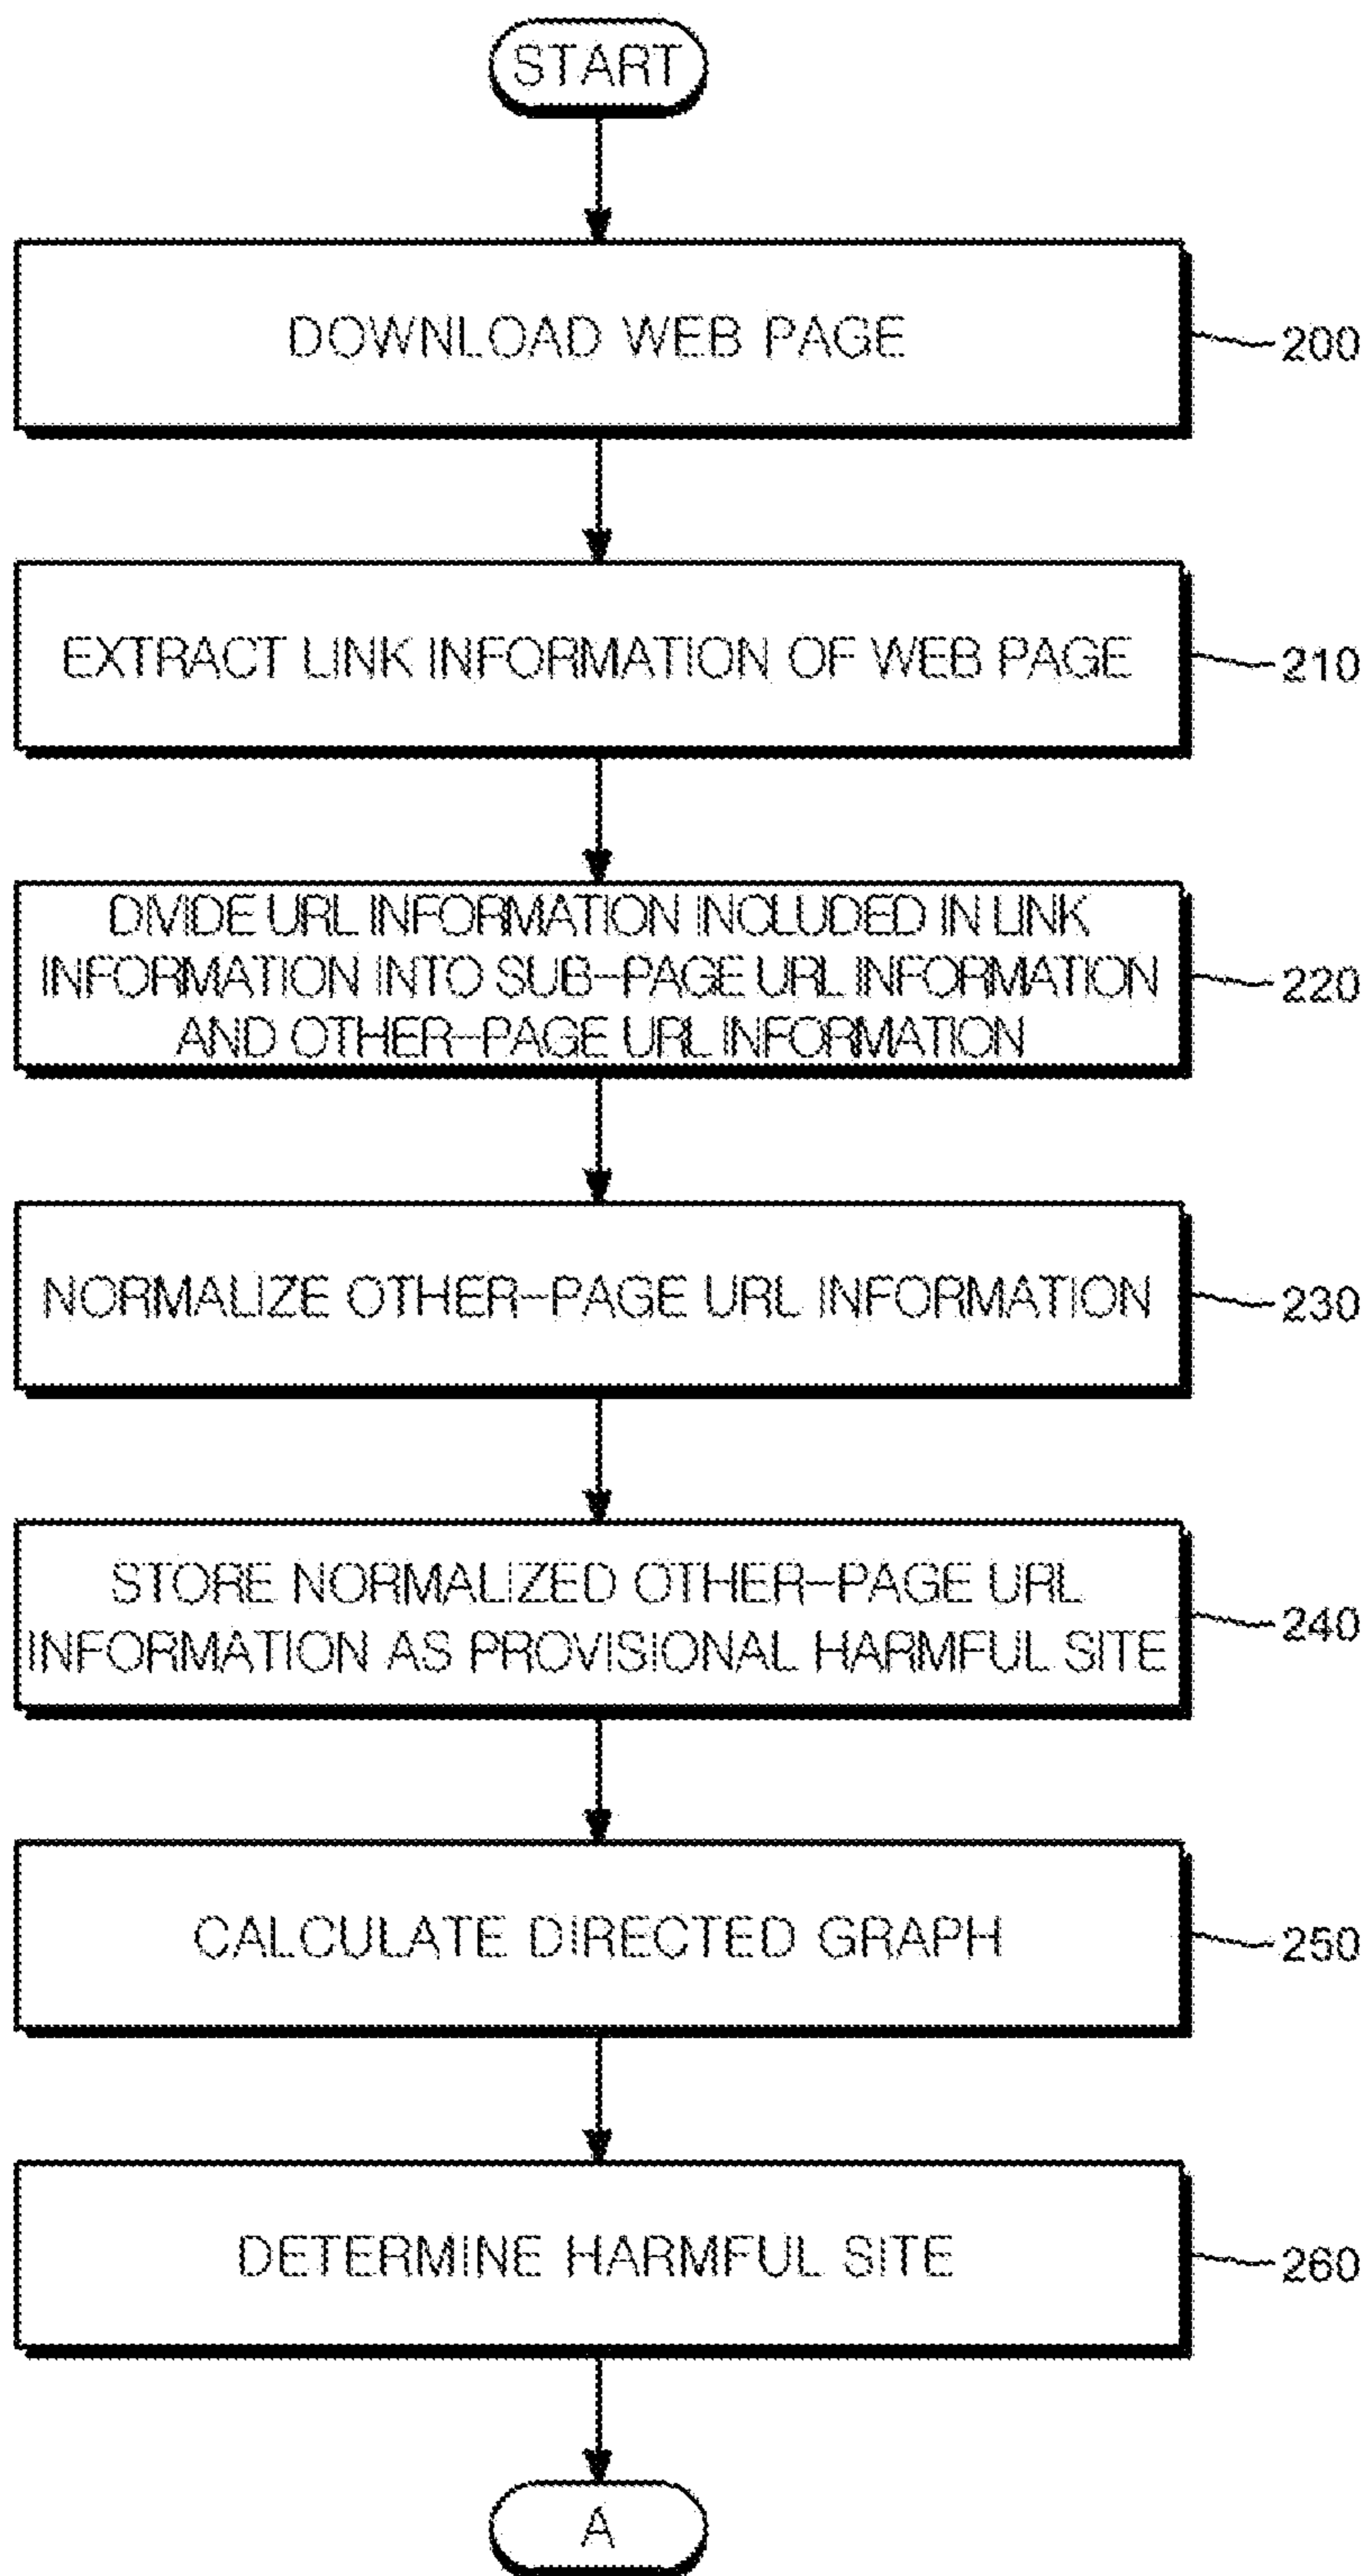 START
DOWNLOAD WEB PAGE
200
EXTRACT LINK INFORMATION OF WEB PAGE
210
DIVIDE URL INFORMATION INCLUDED IN LINK
INFORMATION INTO SUB-PAGE URL INFORMATION
AND OTHER-PAGE URL INFORMATION
220
NORMALIZE OTHER-PAGE URL INFORMATION
230
STORE NORMALIZED OTHER-PAGE URL
INFORMATION AS PROVISIONAL HARMFUL SITE
240
CALCULATE DIRECTED GRAPH
250
DETERMINE HARMFUL SITE
260
A